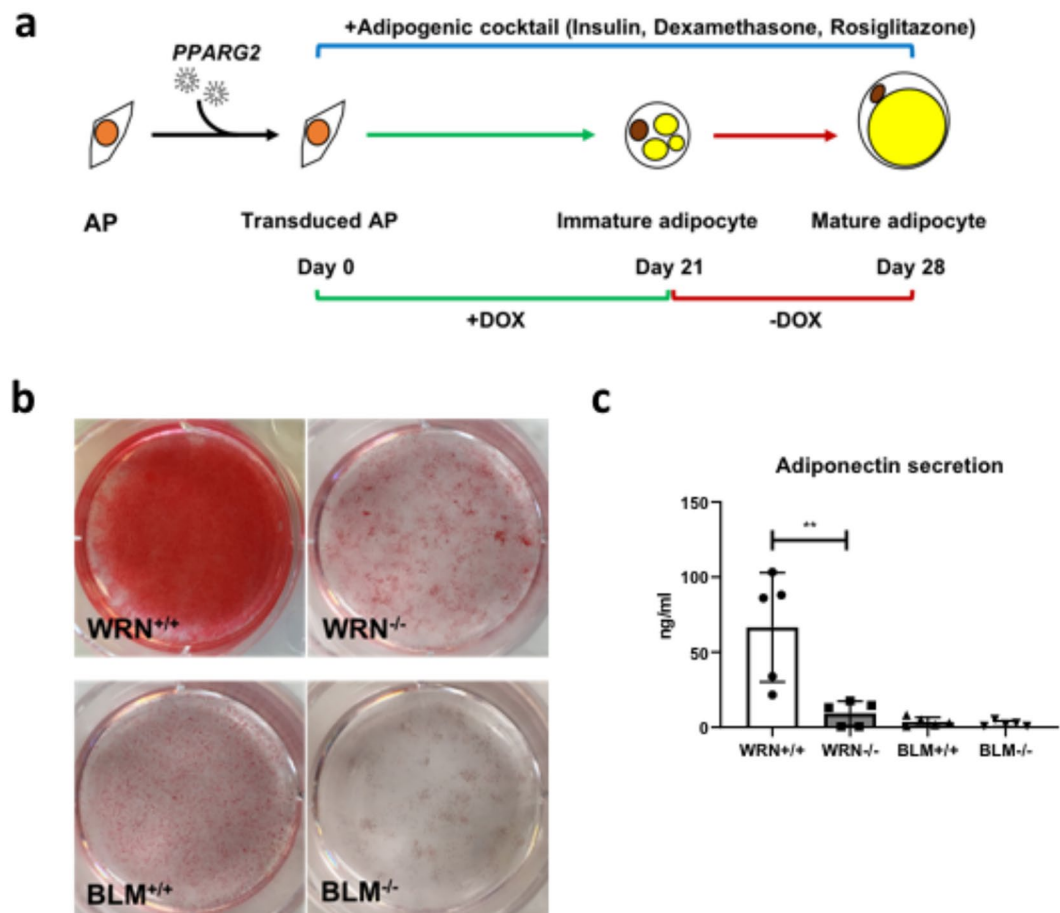 a
+Adipogenic cocktail (Insulin, Dexamethasone, Rosiglitazone)
PPARG2
AP
Transduced AP
Immature adipocyte
Mature adipocyte
Day 0
Day 21
Day 28
+DOX
-DOX
b
WRN+/+
WRN-/-
BLM+/+
BLM-/-
c
Adiponectin secretion
150
**
100
ng/ml
50
0
WRN+/+
WRN-/-
BLM+/+
BLM-/-